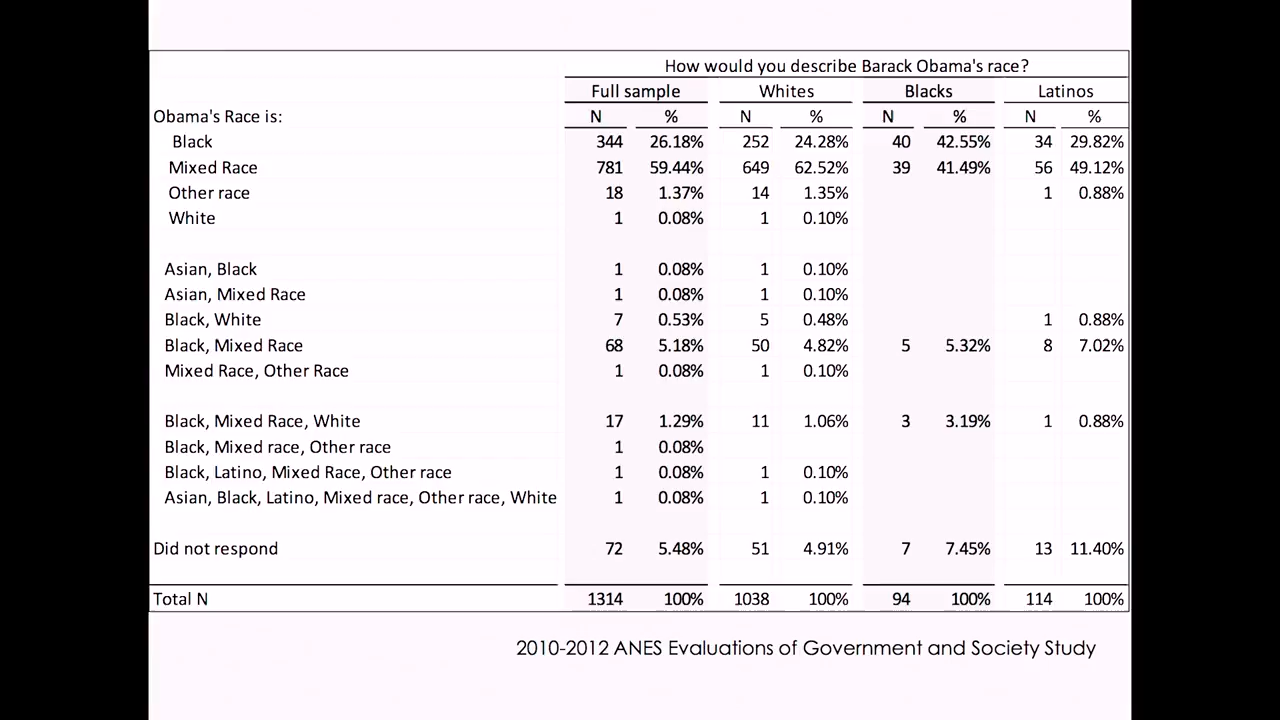 How would you describe Barack Obama's race?
Full sample Whites Blacks Latinos
Obama's Race is: N % N % N % N %
Black 344 26.18% 252 24.28% 40 42.55% 34 29.82%
Mixed Race 781 59.44% 649 62.52% 39 41.49% 56 49.12%
Other race 18 1.37% 14 1.35% 1 0.88%
White 1 0.08% 1 0.10%
Asian, Black 1 0.08% 1 0.10%
Asian, Mixed Race 1 0.08% 1 0.10%
Black, White 7 0.53% 5 0.48% 1 0.88%
Black, Mixed Race 68 5.18% 50 4.82% 5 5.32% 8 7.02%
Mixed Race, Other Race 1 0.08% 1 0.10%
Black, Mixed Race, White 17 1.29% 11 1.06% 3 3.19% 1 0.88%
Black, Mixed race, Other race 1 0.08%
Black, Latino, Mixed Race, Other race 1 0.08% 1 0.10%
Asian, Black, Latino, Mixed race, Other race, White 1 0.08% 1 0.10%
Did not respond 72 5.48% 51 4.91% 7 7.45% 13 11.40%
Total N 1314 100% 1038 100% 94 100% 114 100%
2010-2012 ANES Evaluations of Government and Society Study